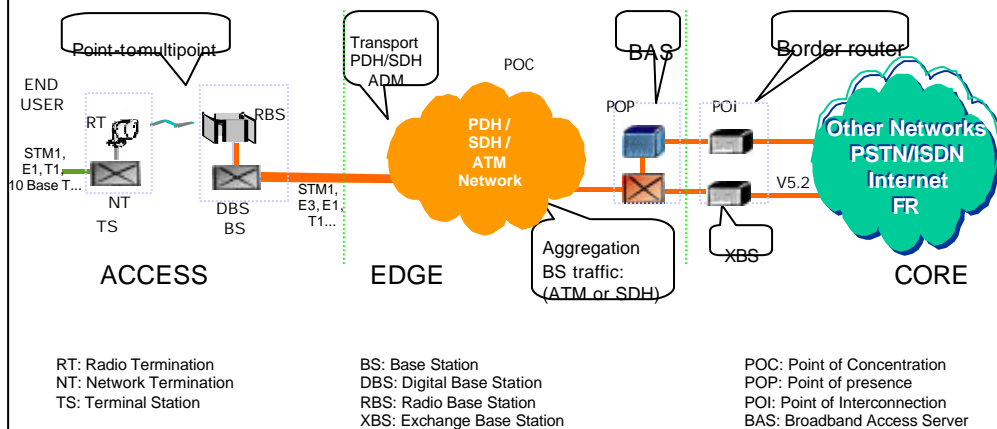 Point-tomultipoint
Transport
PDH/SDH
ADM
POC
BAS
Border router
END
USER
RT
RBS
POP
POI
STM1,
E1, T1,
10 Base T...
NT
TS
DBS
BS
STM1,
E3, E1,
T1...
PDH /
SDH /
ATM
Network
Other Networks
PSTN/ISDN
Internet
FR
V5.2
XBS
Aggregation
BS traffic:
(ATM or SDH)
ACCESS
EDGE
CORE
RT: Radio Termination
NT: Network Termination
TS: Terminal Station
BS: Base Station
DBS: Digital Base Station
RBS: Radio Base Station
XBS: Exchange Base Station
POC: Point of Concentration
POP: Point of presence
POI: Point of Interconnection
BAS: Broadband Access Server